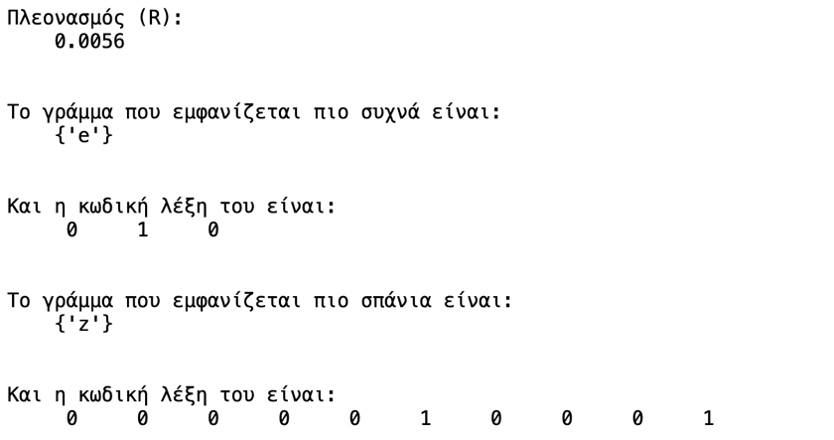 Πλεονασμός (R):
0.0056
Το γράμμα που εμφανίζεται πιο συχνά είναι:
{'e'}
Και η κωδική λέξη του είναι:
0 1 0
Το γράμμα που εμφανίζεται πιο σπάνια είναι:
{'z'}
Και η κωδική λέξη του είναι:
0 0 0 0 0 1 0 0 0 1